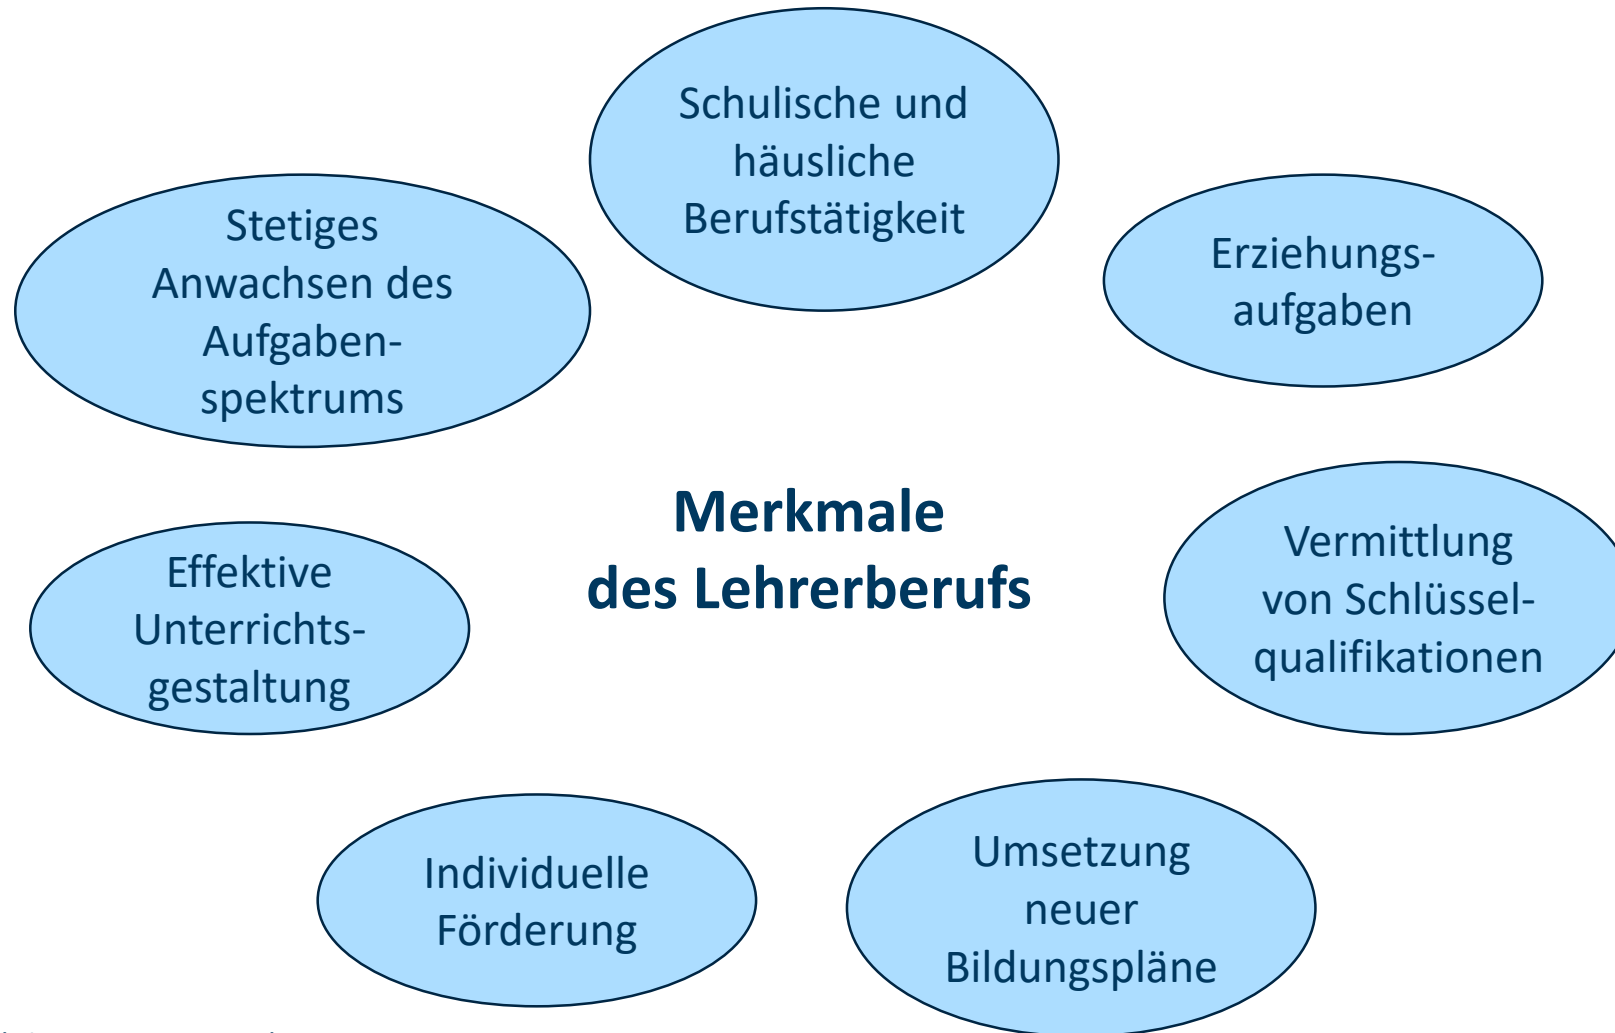 Schulische und
häusliche
Berufstätigkeit
Stetiges
Anwachsen des
Aufgaben-
spektrums
Erziehungs-
aufgaben
Merkmale
des Lehrerberufs
Effektive
Unterrichts-
gestaltung
Vermittlung
von Schlüssel-
qualifikationen
Individuelle
Förderung
Umsetzung
neuer
Bildungspläne